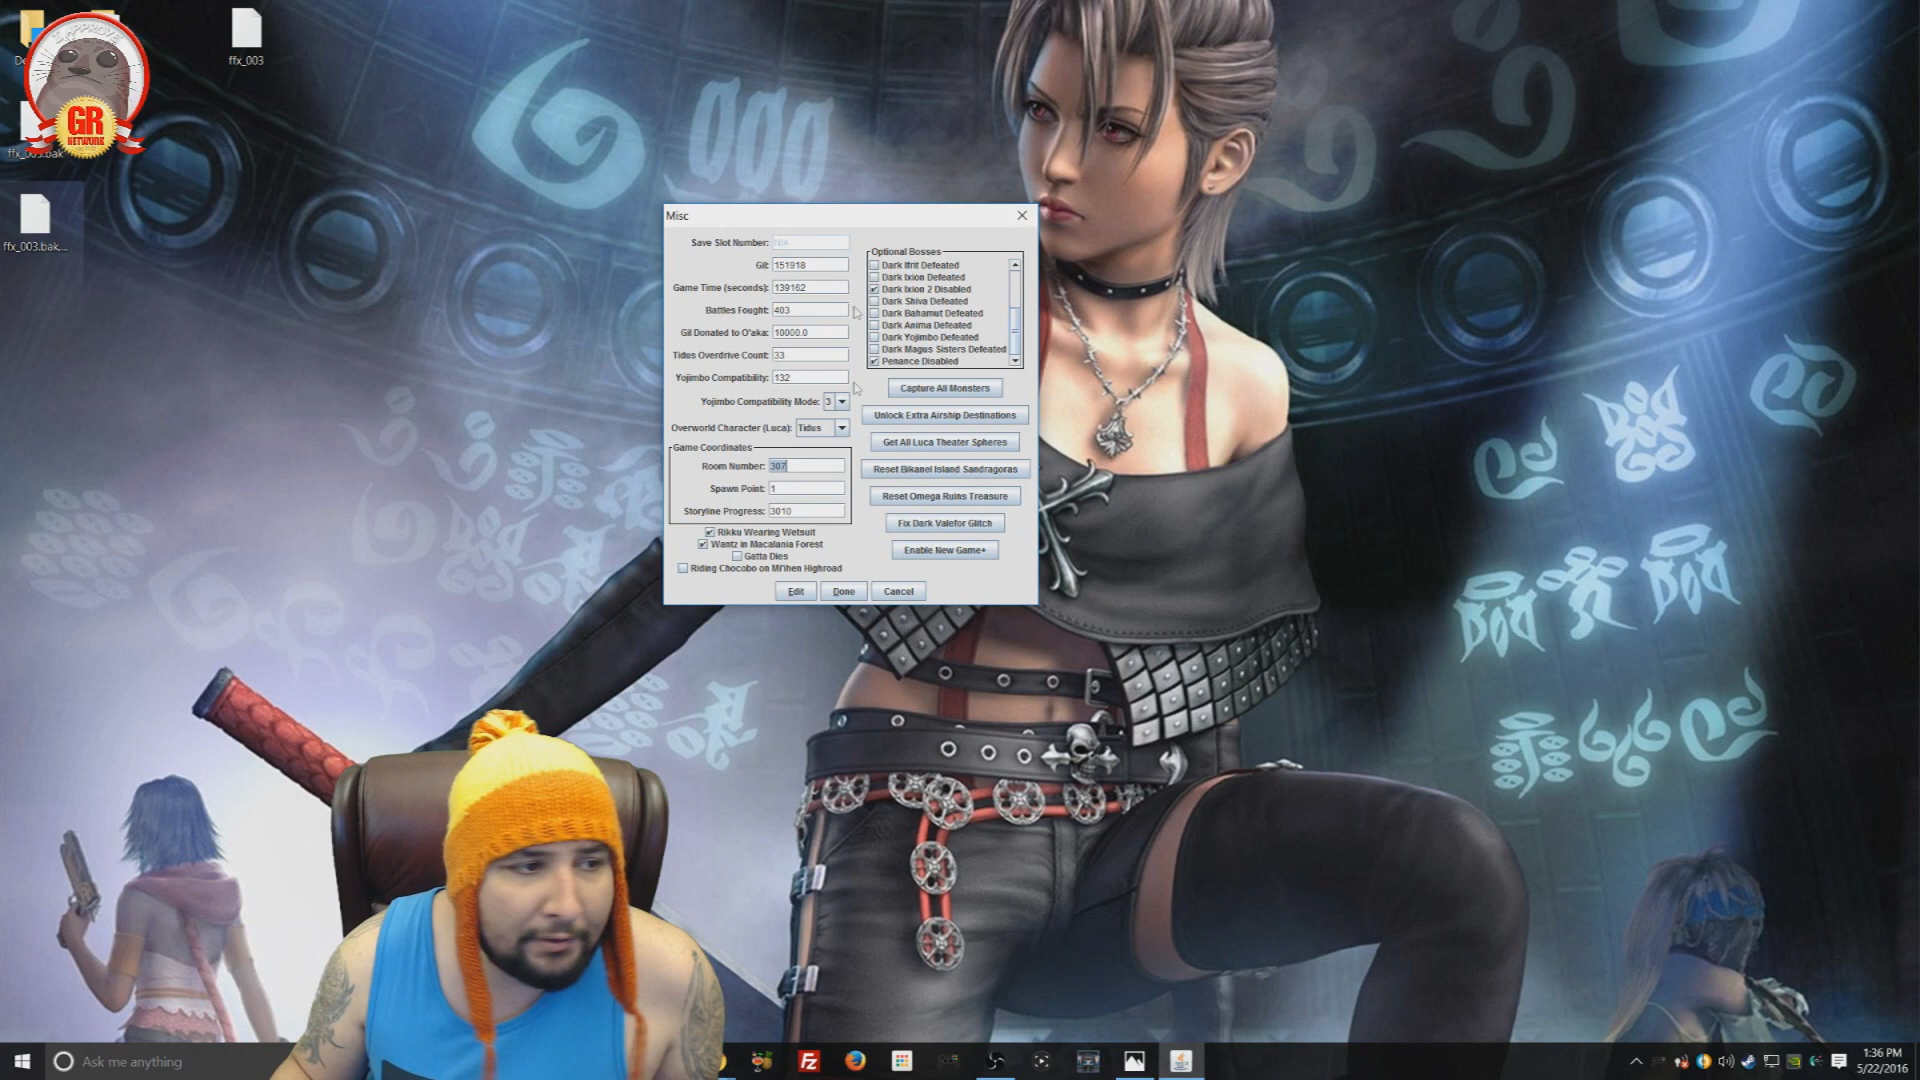 I APPROVE
GR
NETWORK
ffx_003
ffx_003.bak...
Misc
Save Slot Number: N/A
Gil: 151918
Game Time (seconds): 139162
Battles Fought: 403
Gil Donated to O'aka: 10000.0
Tidus Overdrive Count: 33
Yojimbo Compatibility: 132
Yojimbo Compatibility Mode: 3
Overworld Character (Luca): Tidus
Game Coordinates
Room Number: 307
Spawn Point: 1
Storyline Progress: 3010
Rikku Wearing Wetsuit
Wantz in Macalania Forest
Gatta Dies
Riding Chocobo on Mi'ihen Highroad
Optional Bosses
Dark Ifrit Defeated
Dark Ixion Defeated
Dark Ixion 2 Disabled
Dark Shiva Defeated
Dark Bahamut Defeated
Dark Anima Defeated
Dark Yojimbo Defeated
Dark Magus Sisters Defeated
Penance Disabled
Capture All Monsters
Unlock Extra Airship Destinations
Get All Luca Theater Spheres
Reset Bikanel Island Sandragoras
Reset Omega Ruins Treasure
Fix Dark Valefor Glitch
Enable New Game+
Edit Done Cancel
Ask me anything
1:36 PM
5/22/2016